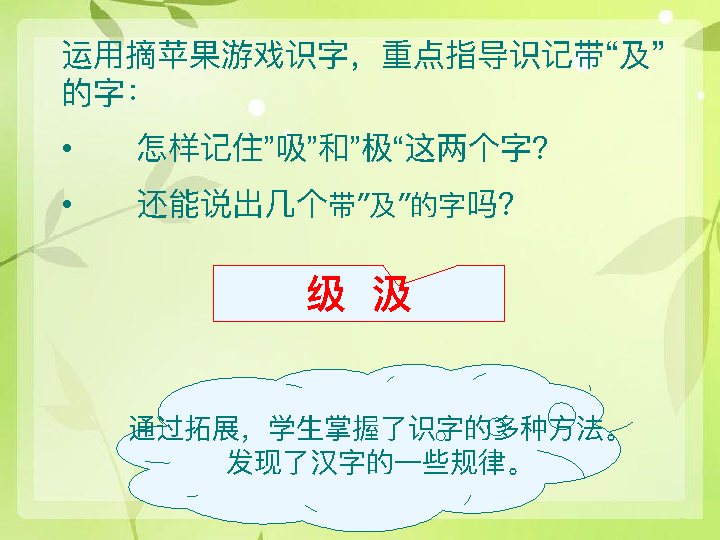 运用摘苹果游戏识字，重点指导识记带“及”
的字：
• 怎样记住”吸”和”极“这两个字？
• 还能说出几个带”及”的字吗？
级 汲
通过拓展，学生掌握了识字的多种方法。
发现了汉字的一些规律。